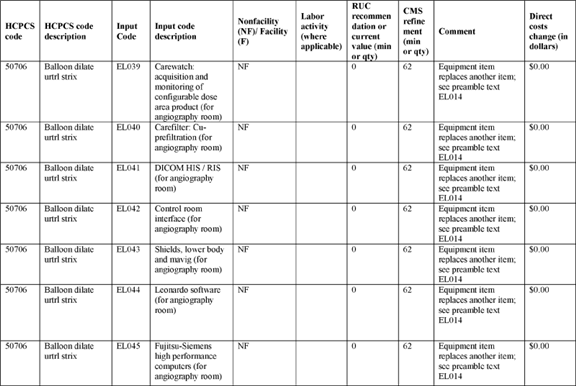 HCPCS
code
HCPCS code
description
Input
Code
Input code
description
Nonfacility
(NF)/ Facility
(F)
Labor
activity
(where
applicable)
RUC
recommen
dation or
current
value (min
or qty)
CMS
refine
ment
(min
or qty)
Comment
Direct
costs
change (in
dollars)
50706
Balloon dilate
urtrl strix
EL039
Carewatch:
acquisition and
monitoring of
configurable dose
area product (for
angiography room)
NF
0
62
Equipment item
replaces another item;
see preamble text
EL014
$0.00
50706
Balloon dilate
urtrl strix
EL040
Carefilter: Cu-
prefiltration (for
angiography room)
NF
0
62
Equipment item
replaces another item;
see preamble text
EL014
$0.00
50706
Balloon dilate
urtrl strix
EL041
DICOM HIS / RIS
(for angiography
room)
NF
0
62
Equipment item
replaces another item;
see preamble text
EL014
$0.00
50706
Balloon dilate
urtrl strix
EL042
Control room
interface (for
angiography room)
NF
0
62
Equipment item
replaces another item;
see preamble text
EL014
$0.00
50706
Balloon dilate
urtrl strix
EL043
Shields, lower body
and mavig (for
angiography room)
NF
0
62
Equipment item
replaces another item;
see preamble text
EL014
$0.00
50706
Balloon dilate
urtrl strix
EL044
Leonardo software
(for angiography
room)
NF
0
62
Equipment item
replaces another item;
see preamble text
EL014
$0.00
50706
Balloon dilate
urtrl strix
EL045
Fujitsu-Siemens
high performance
computers (for
angiography room)
NF
0
62
Equipment item
replaces another item;
see preamble text
EL014
$0.00